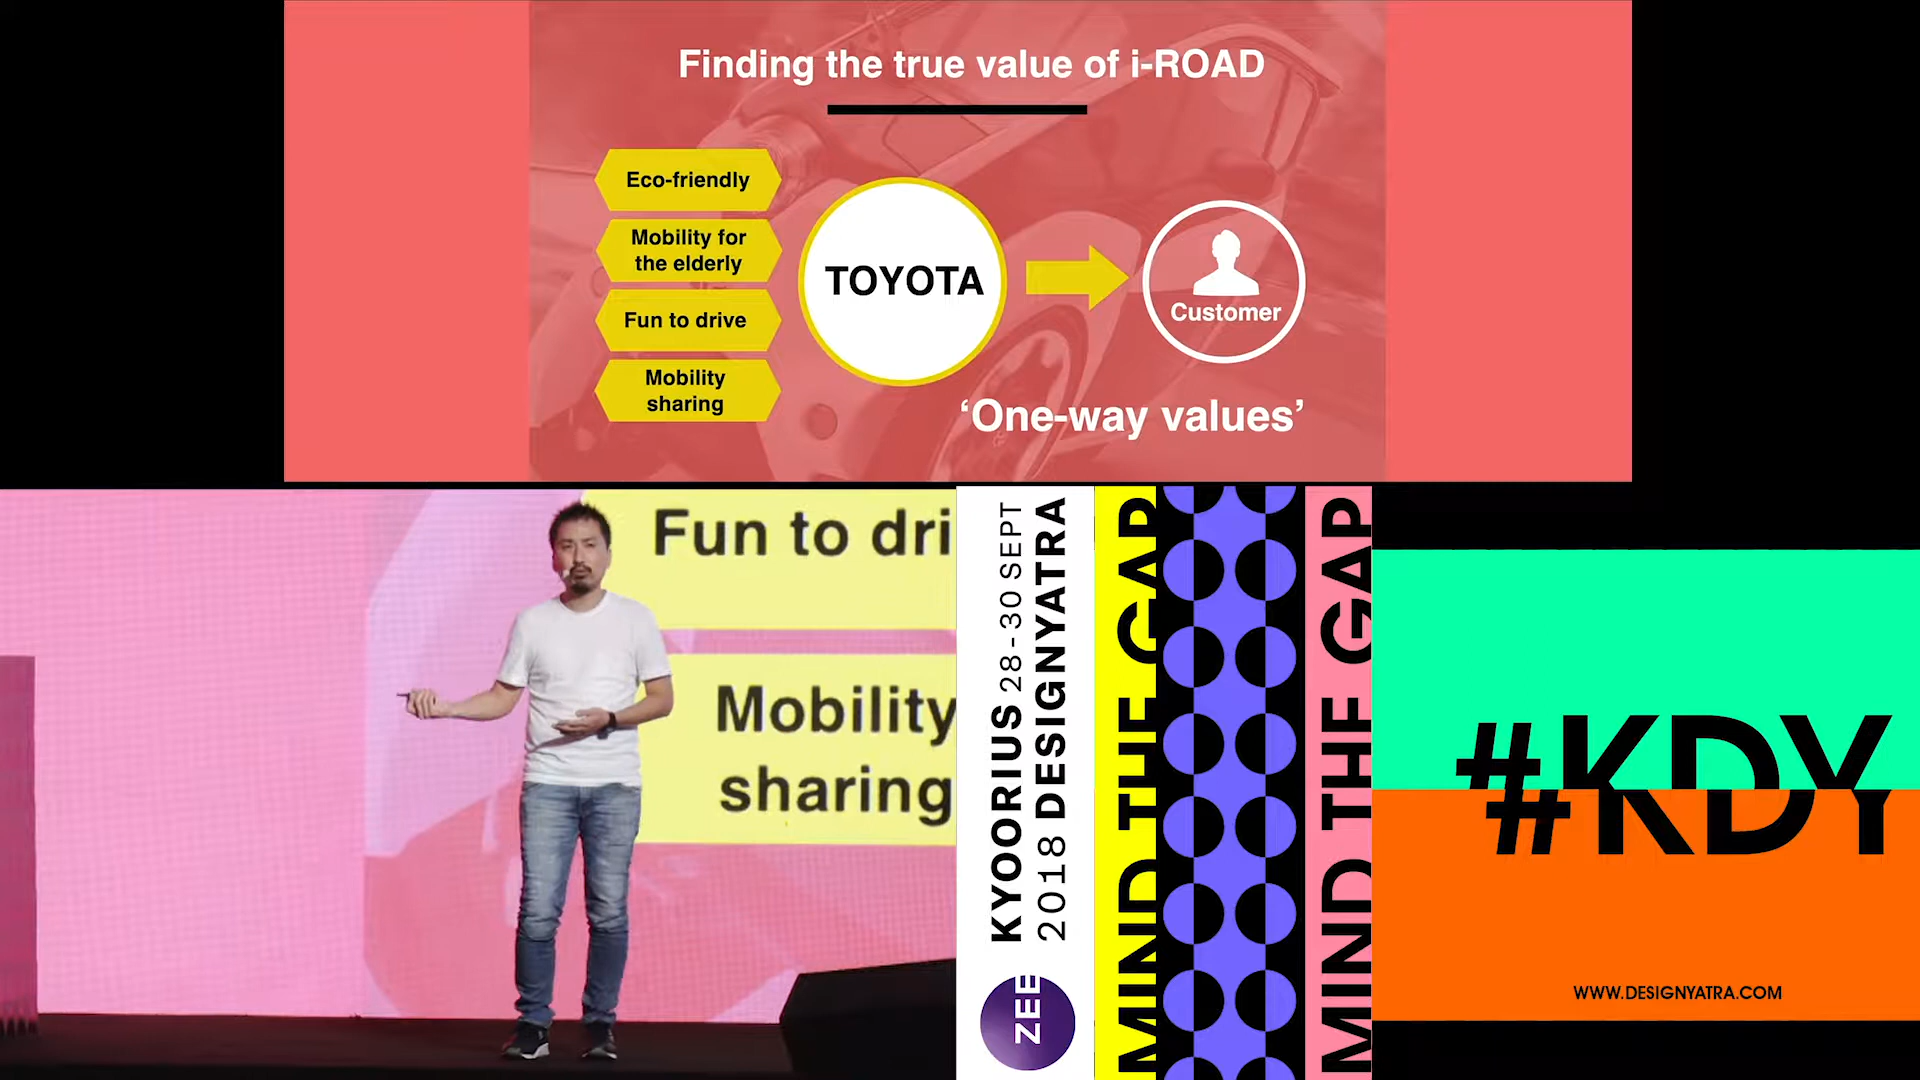 Finding the true value of i-ROAD
Eco-friendly
Mobility for
the elderly
Fun to drive
Mobility
sharing
TOYOTA
Customer
‘One-way values’
Fun to dri
Mobility
sharing
KYOORIUS 28-30 SEPT
2018 DESIGNYATRA
ZEE
MIND THE GAP
MIND THE GAP
#KDY
WWW.DESIGNYATRA.COM